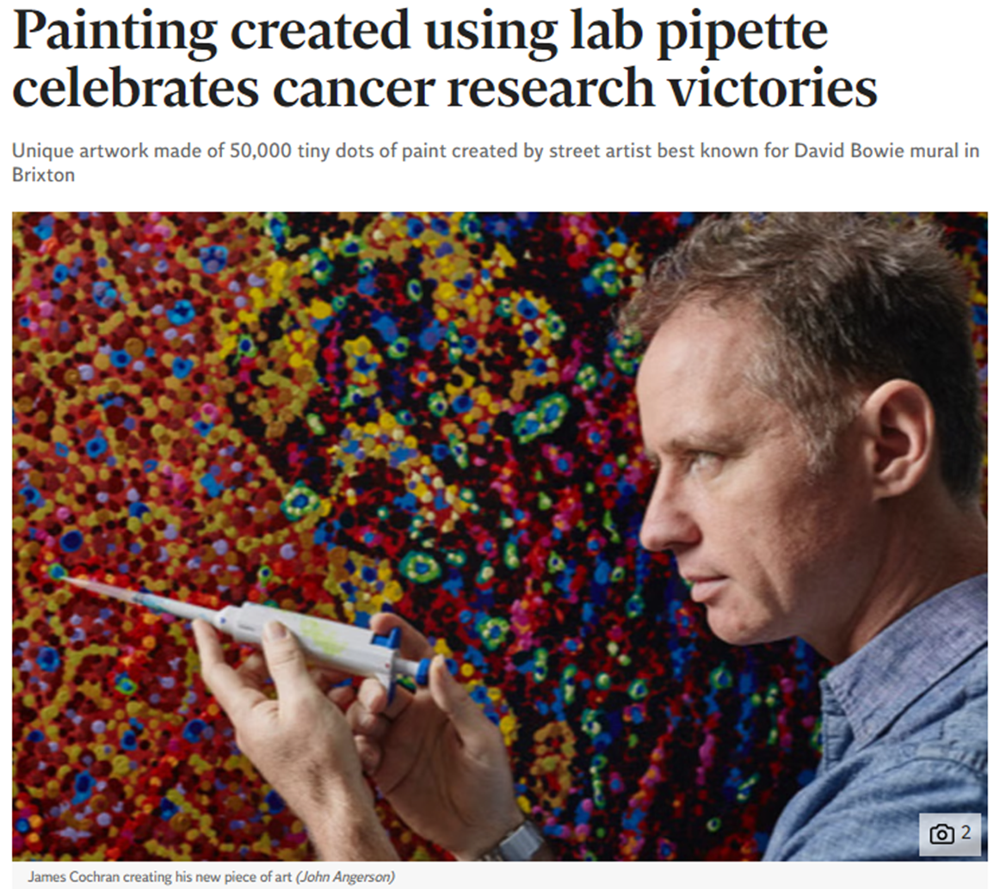 Painting created using lab pipette
celebrates cancer research victories
Unique artwork made of 50,000 tiny dots of paint created by street artist best known for David Bowie mural in
Brixton
2
James Cochran creating his new piece of art (John Angerson)